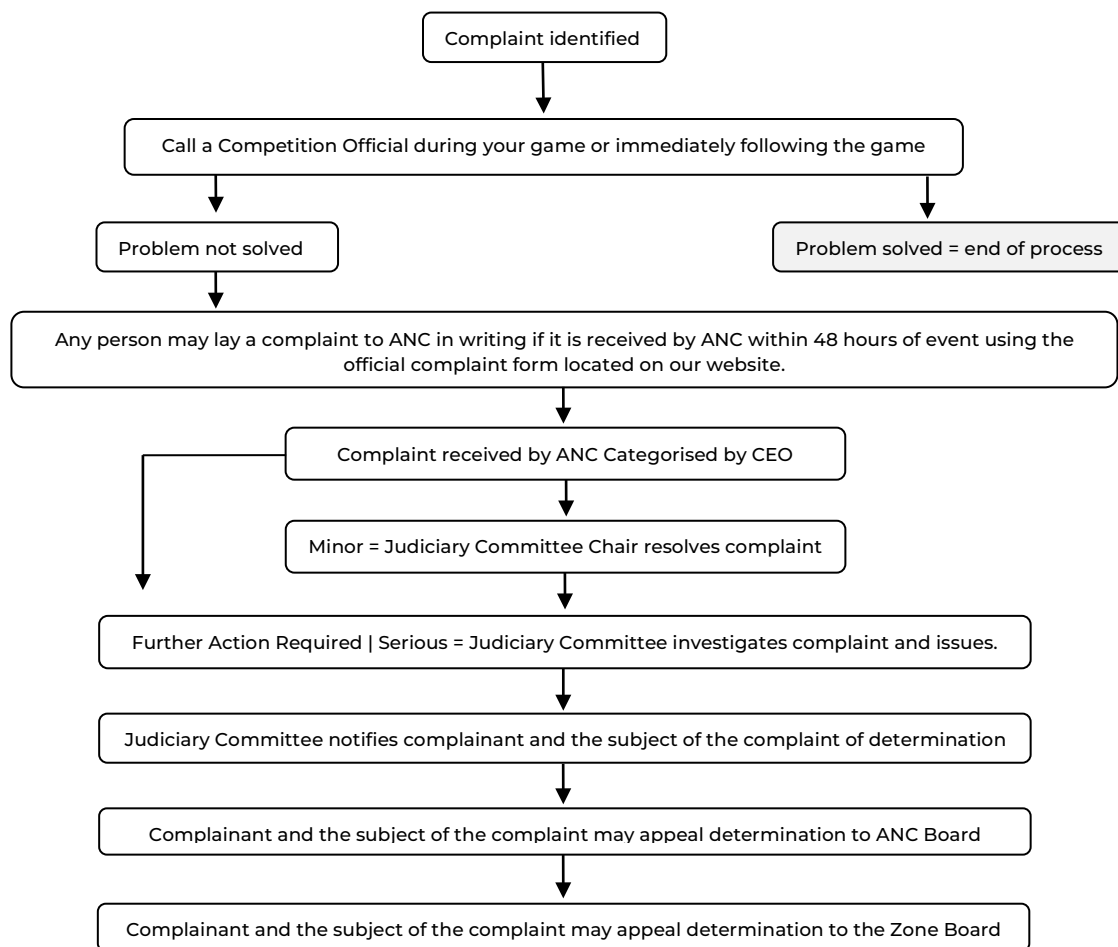 Complaint identified
Call a Competition Official during your game or immediately following the game
Problem not solved
Problem solved = end of process
Any person may lay a complaint to ANC in writing if it is received by ANC within 48 hours of event using the
official complaint form located on our website.
Complaint received by ANC Categorised by CEO
Minor = Judiciary Committee Chair resolves complaint
Further Action Required | Serious = Judiciary Committee investigates complaint and issues.
Judiciary Committee notifies complainant and the subject of the complaint of determination
Complainant and the subject of the complaint may appeal determination to ANC Board
Complainant and the subject of the complaint may appeal determination to the Zone Board